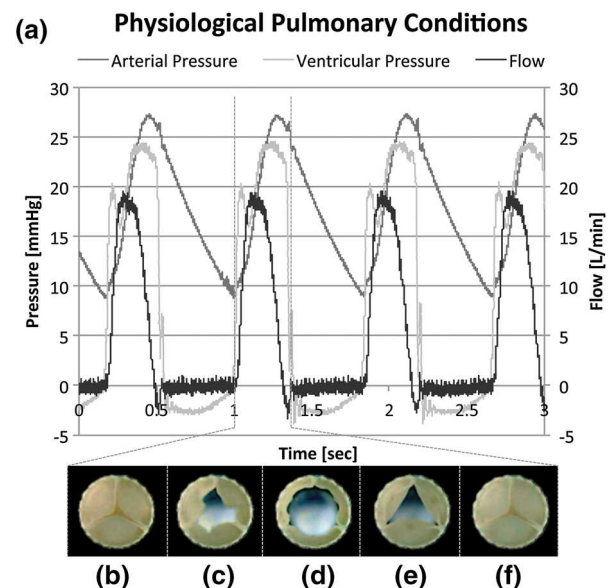 (a)
Physiological Pulmonary Conditions
Arterial Pressure Ventricular Pressure Flow
30 30
25 25
20 20
15 15
10 10
5 5
0 0
-5 -5
Pressure [mmHg]
Flow [L/min]
0 0.5 1 1.5 2 2.5 3
Time [sec]
(b) (c) (d) (e) (f)